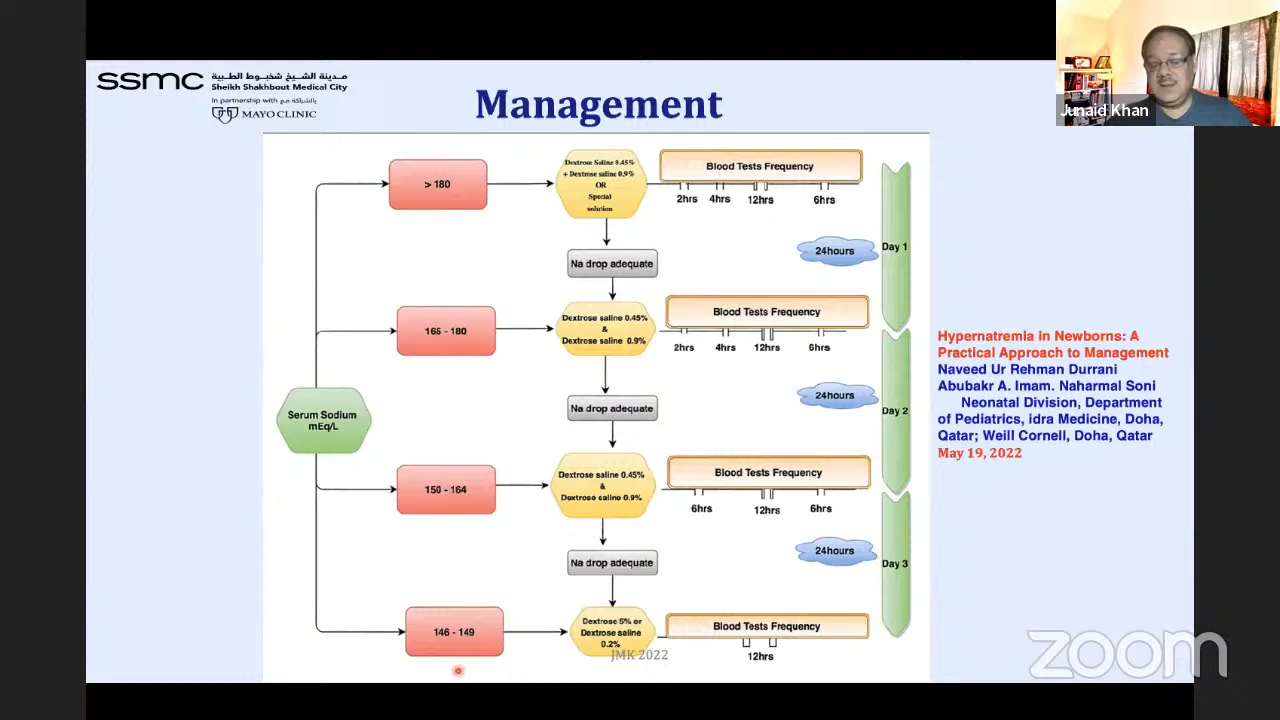 ssmc
مدينة الشيخ شخبوط الطبية
Sheikh Shakhbout Medical City
In partnership with بالشراكة مع
MAYO CLINIC
Management
Junaid Khan
> 180
Dextrose Saline 0.45%
+ Dextrose saline 0.9%
OR
Special
solution
Blood Tests Frequency
2hrs 4hrs 12hrs 6hrs
24hours
Day 1
Na drop adequate
165 - 180
Dextrose saline 0.45%
&
Dextrose saline 0.9%
Blood Tests Frequency
2hrs 4hrs 12hrs 6hrs
24hours
Day 2
Na drop adequate
Serum Sodium
mEq/L
150 - 164
Dextrose saline 0.45%
&
Dextrose saline 0.9%
Blood Tests Frequency
6hrs 12hrs 6hrs
24hours
Day 3
Na drop adequate
146 - 149
Dextrose 5% or
Dextrose saline
0.2%
Blood Tests Frequency
12hrs
JMK 2022
Hypernatremia in Newborns: A
Practical Approach to Management
Naveed Ur Rehman Durrani
Abubakr A. Imam. Naharmal Soni
Neonatal Division, Department
of Pediatrics, idra Medicine, Doha,
Qatar; Weill Cornell, Doha, Qatar
May 19, 2022
zoom